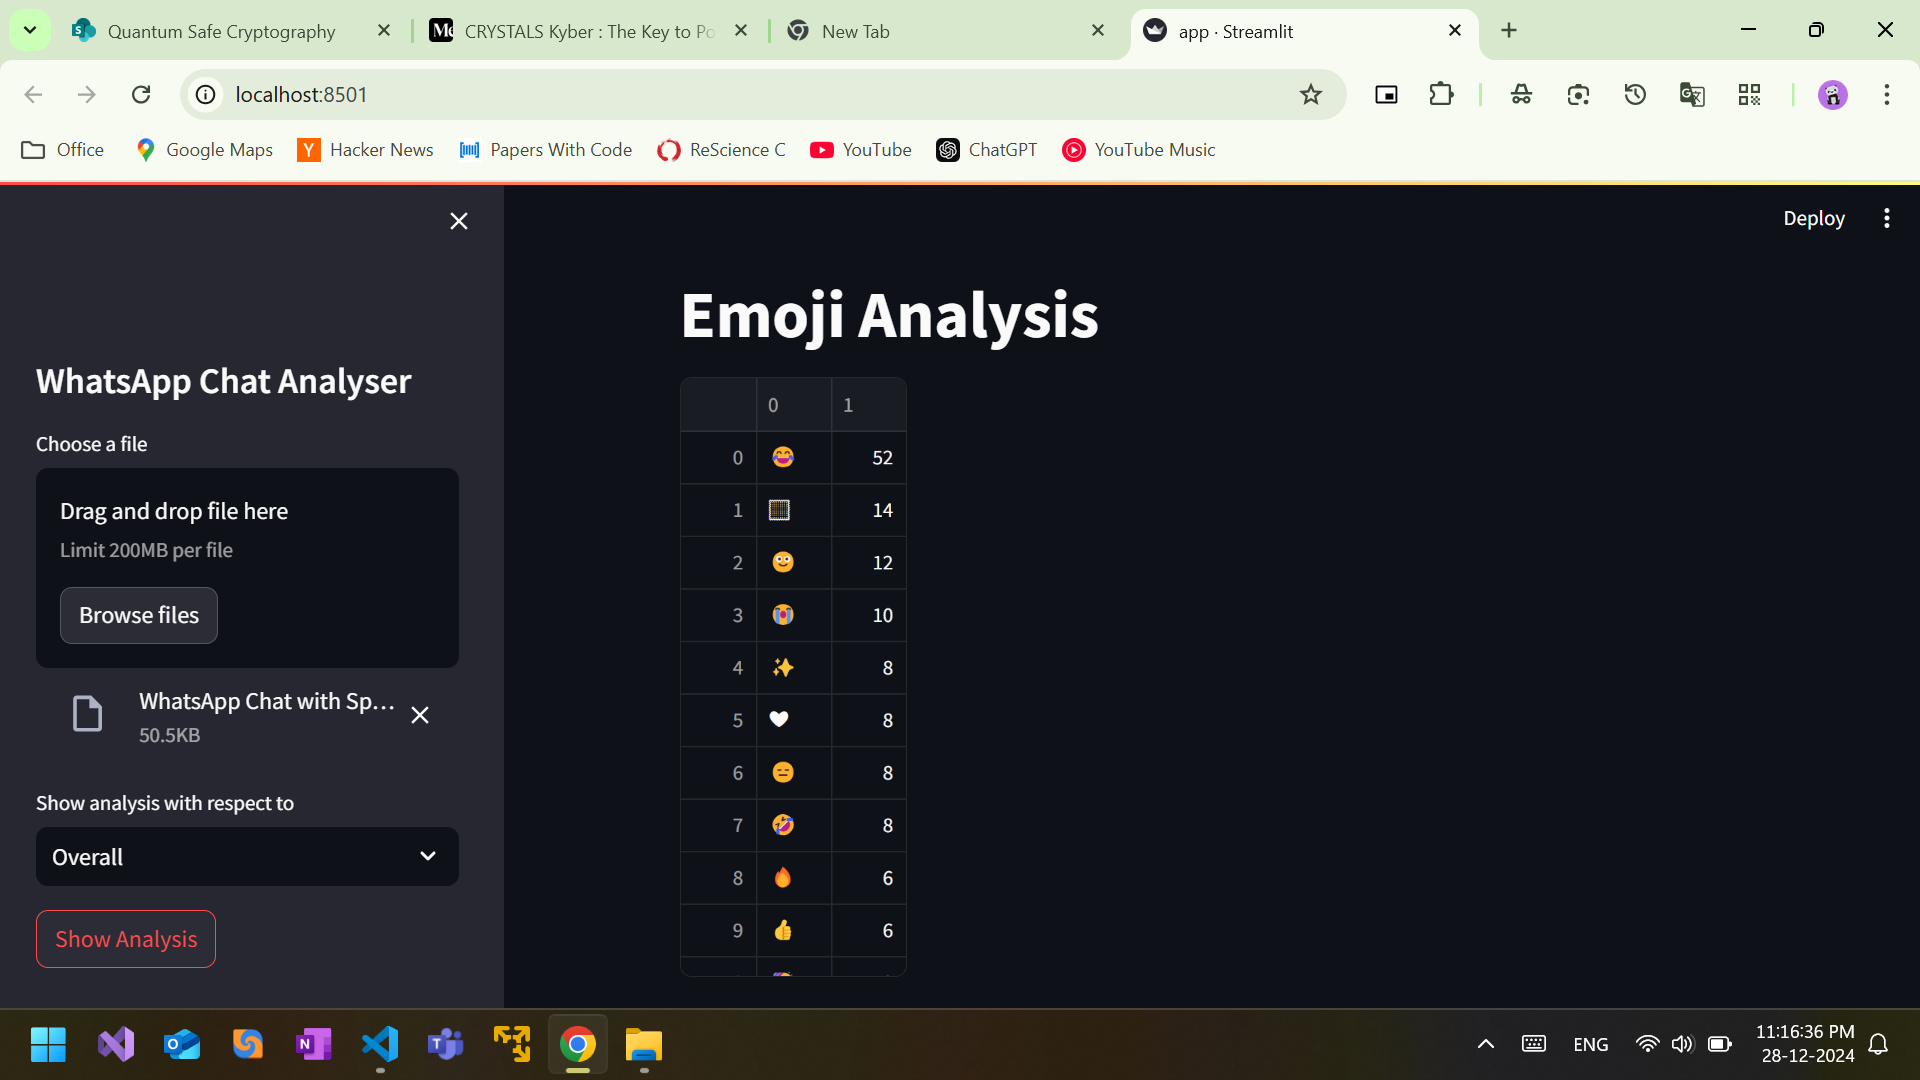 Quantum Safe Cryptography
CRYSTALS Kyber : The Key to Po
New Tab
app · Streamlit
localhost:8501
Office
Google Maps
Hacker News
Papers With Code
ReScience C
YouTube
ChatGPT
YouTube Music
Deploy
WhatsApp Chat Analyser
Choose a file
Drag and drop file here
Limit 200MB per file
Browse files
WhatsApp Chat with Sp...
50.5KB
Show analysis with respect to
Overall
Show Analysis
Emoji Analysis
0 1
0 😂 52
1 14
2 🙂 12
3 😭 10
4 ✨ 8
5 ♥ 8
6 😑 8
7 🤣 8
8 🔥 6
9 👍 6
ENG
11:16:36 PM
28-12-2024